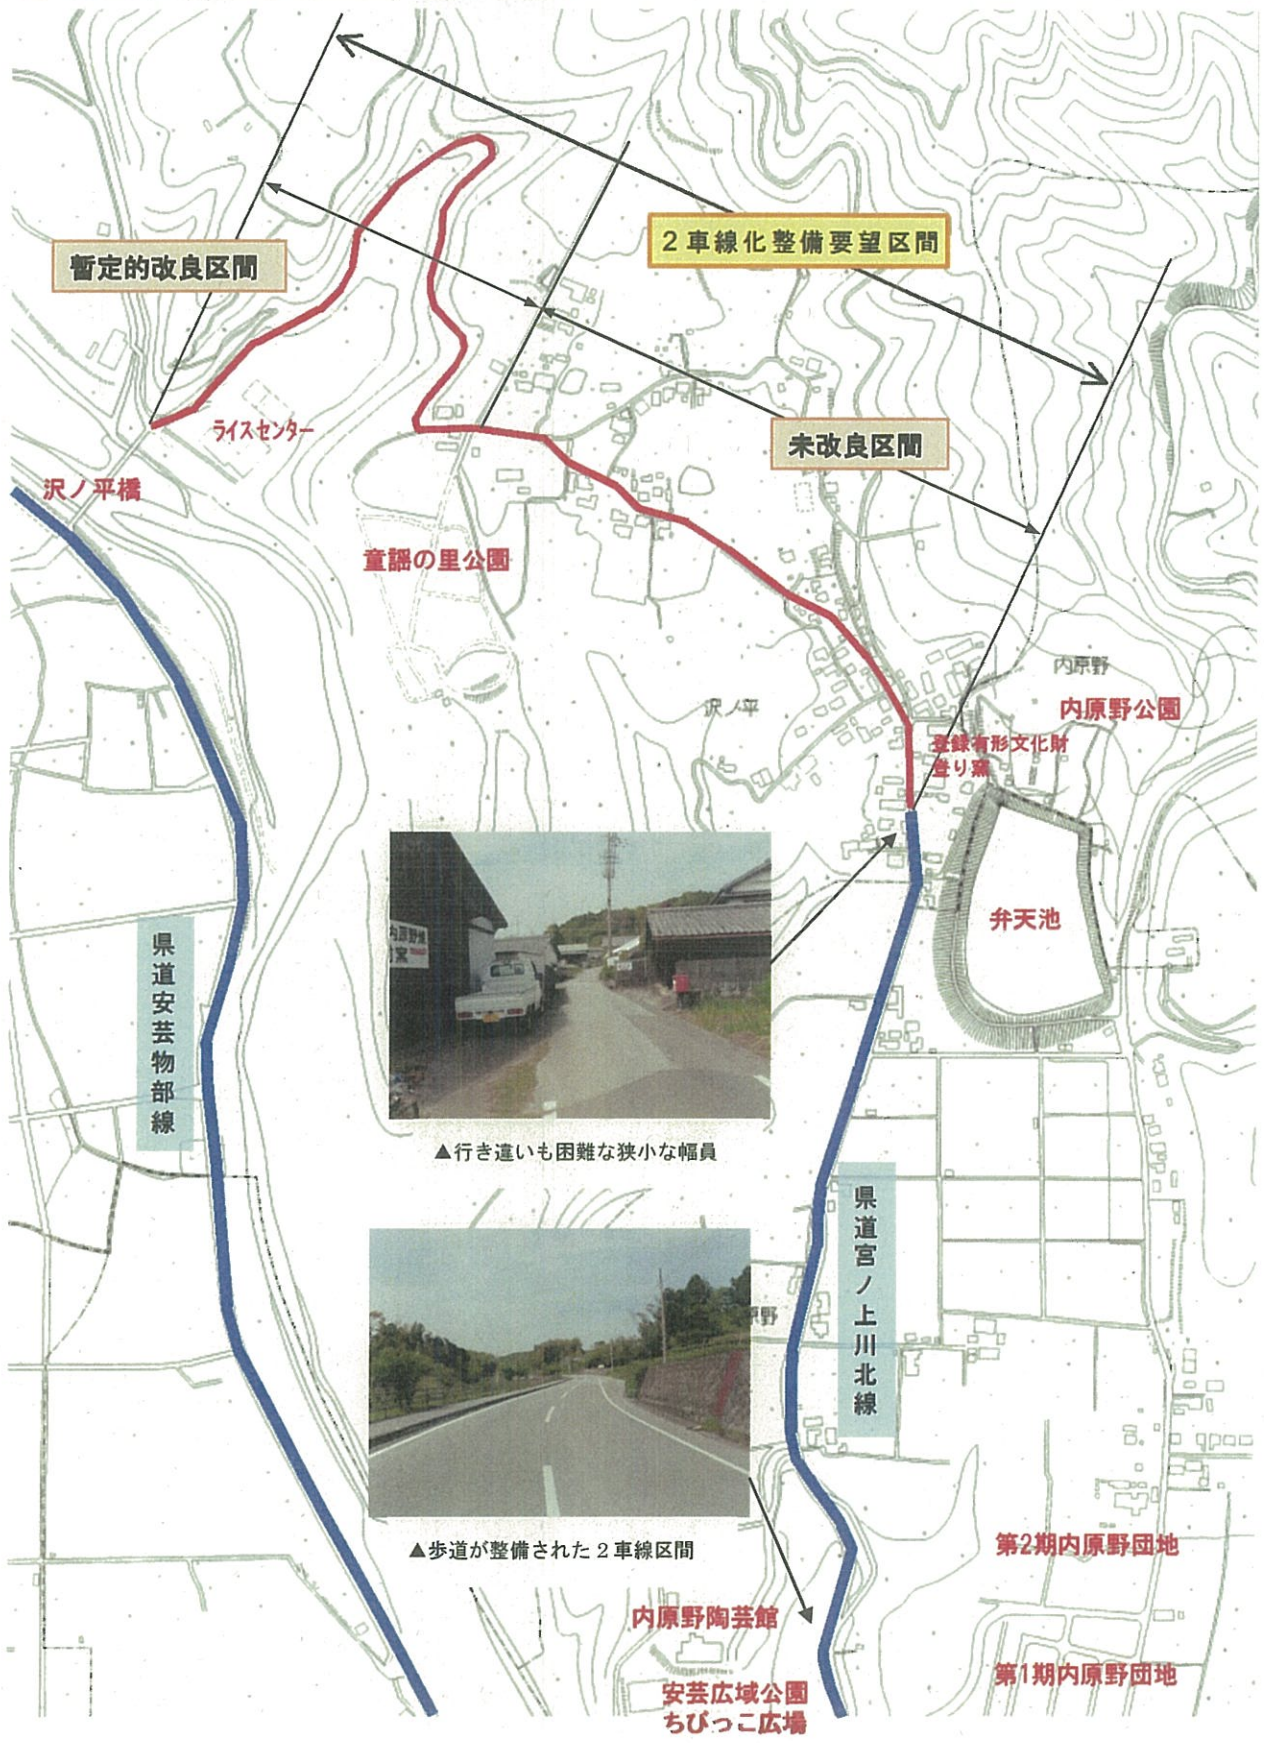 2車線化整備要望区間
暫定的改良区間
ライスセンター
未改良区間
沢ノ平橋
童謡の里公園
内原野
沢ノ平
内原野公園
登録有形文化財
登り窯
弁天池
県道安芸物部線
内原野焼
窯
▲行き違いも困難な狭小な幅員
県道宮ノ上川北線
原野
▲歩道が整備された2車線区間
第2期内原野団地
内原野陶芸館
第1期内原野団地
安芸広域公園
ちびっこ広場